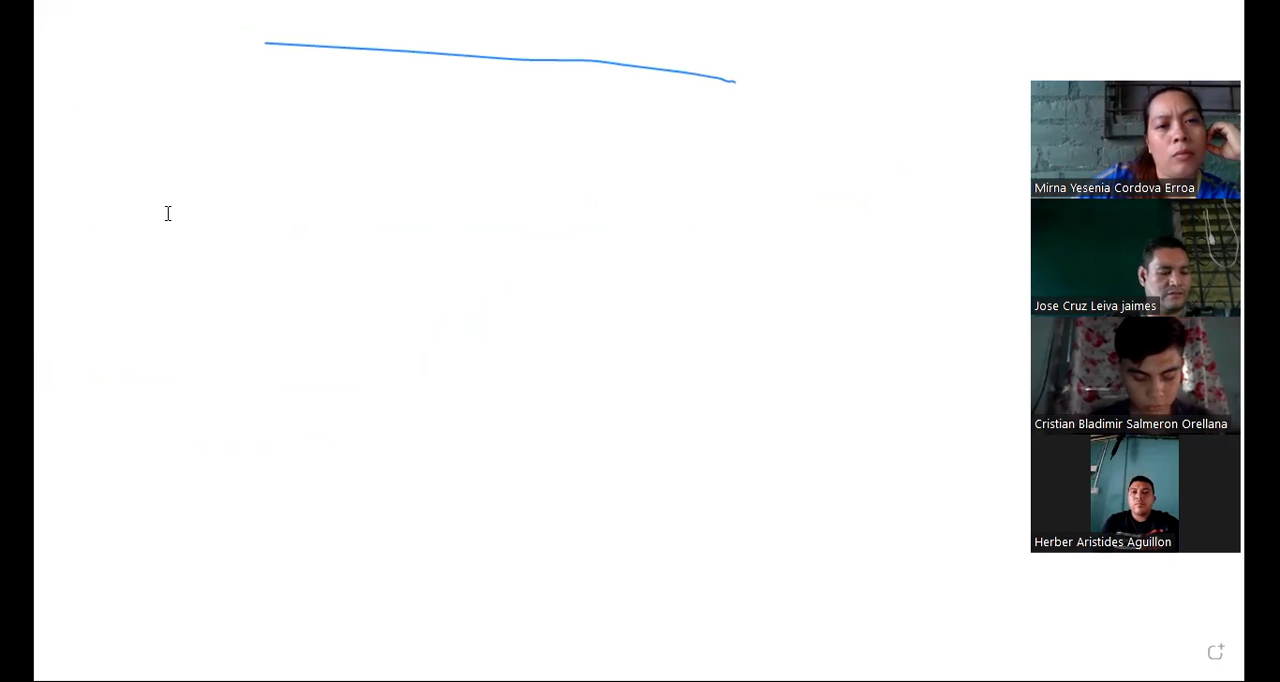 Mirna Yesenia Cordova Erroa
Jose Cruz Leiva jaimes
Cristian Bladimir Salmeron Orellana
Herber Aristides Aguillon